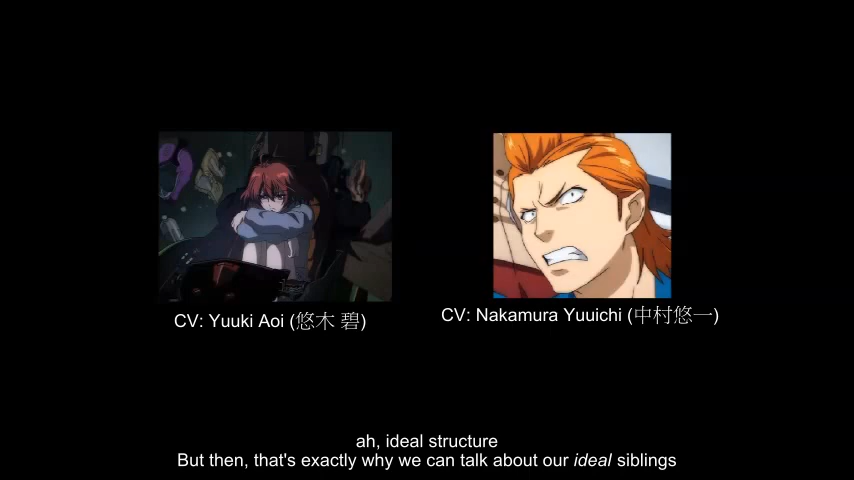 CV: Yuuki Aoi (悠木 碧)
CV: Nakamura Yuuichi (中村悠一)
ah, ideal structure
But then, that's exactly why we can talk about our ideal siblings